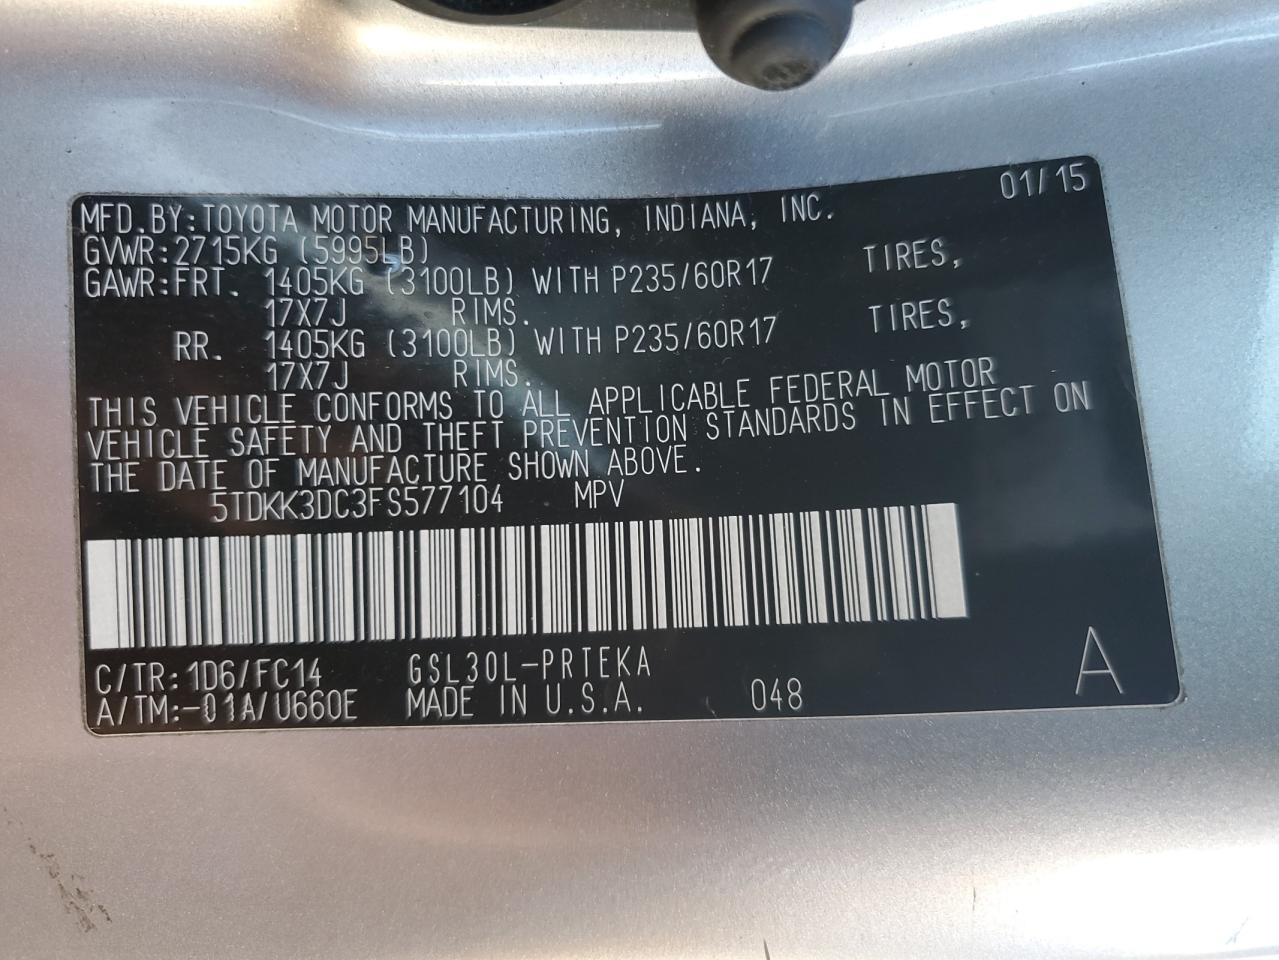 01/15
MFD.BY:TOYOTA MOTOR MANUFACTURING, INDIANA, INC.
GVWR:2715KG (5995LB)
GAWR:FRT. 1405KG (3100LB) WITH P235/60R17 TIRES,
17X7J RIMS.
RR. 1405KG (3100LB) WITH P235/60R17 TIRES,
17X7J RIMS.
THIS VEHICLE CONFORMS TO ALL APPLICABLE FEDERAL MOTOR
VEHICLE SAFETY AND THEFT PREVENTION STANDARDS IN EFFECT ON
THE DATE OF MANUFACTURE SHOWN ABOVE.
5TDKK3DC3FS577104 MPV
C/TR:1D6/FC14 GSL30L-PRTEKA
A/TM:-01A/U660E MADE IN U.S.A. 048 A